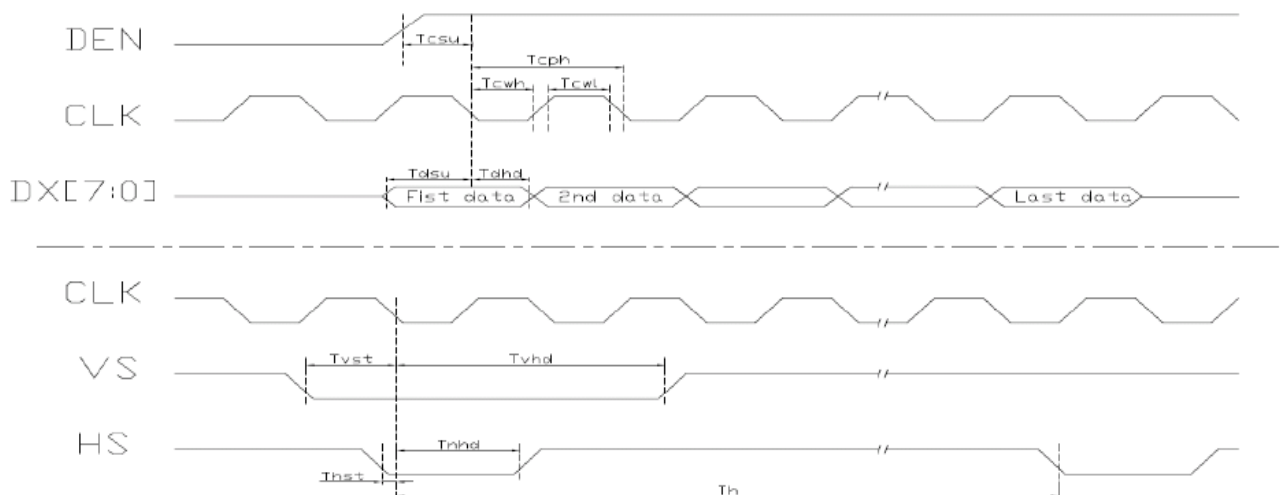 DEN
Tcsu
Tcph
Tcwh
Tcwl
CLK
Tdsu
Tdhd
DX[7:0]
FIst data
2nd data
Last data
CLK
Tvst
Tvhd
VS
HS
Thhd
Thst
Th